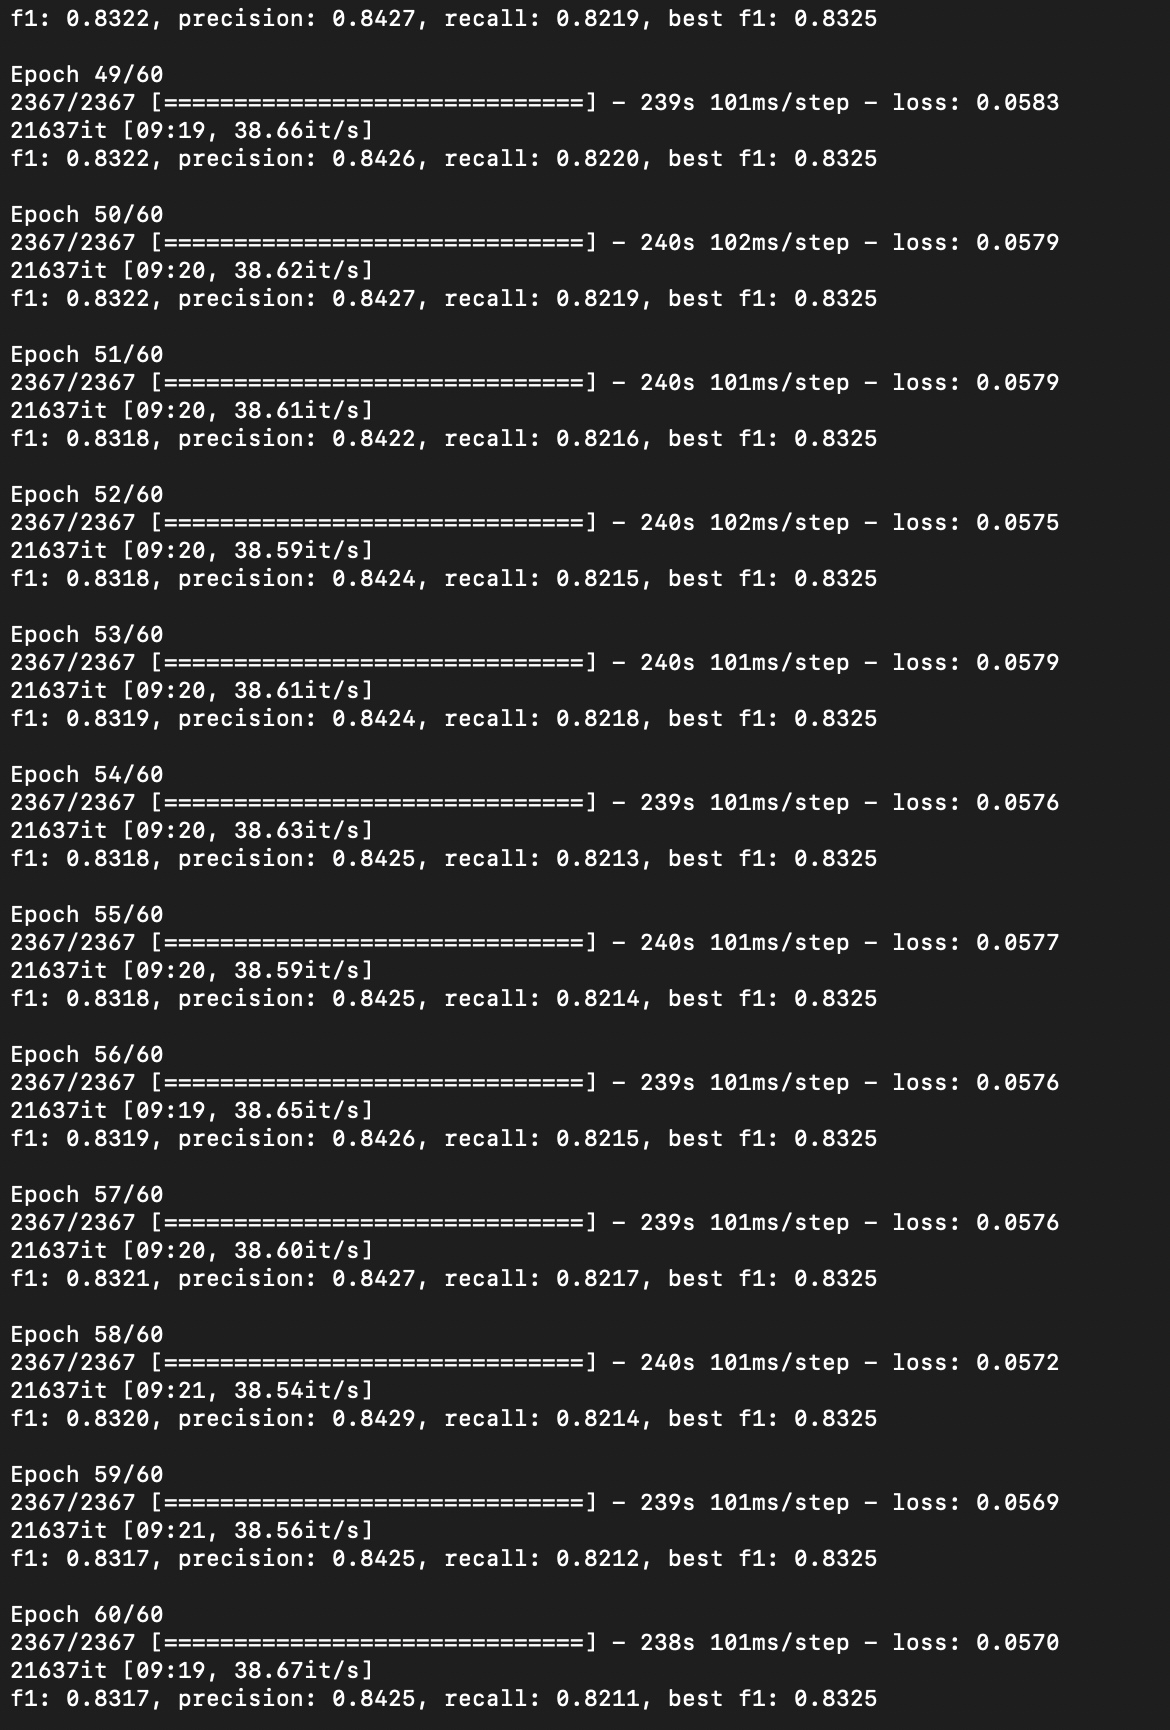 f1: 0.8322, precision: 0.8427, recall: 0.8219, best f1: 0.8325
Epoch 49/60
2367/2367 [==============================] - 239s 101ms/step - loss: 0.0583
21637it [09:19, 38.66it/s]
f1: 0.8322, precision: 0.8426, recall: 0.8220, best f1: 0.8325
Epoch 50/60
2367/2367 [==============================] - 240s 102ms/step - loss: 0.0579
21637it [09:20, 38.62it/s]
f1: 0.8322, precision: 0.8427, recall: 0.8219, best f1: 0.8325
Epoch 51/60
2367/2367 [==============================] - 240s 101ms/step - loss: 0.0579
21637it [09:20, 38.61it/s]
f1: 0.8318, precision: 0.8422, recall: 0.8216, best f1: 0.8325
Epoch 52/60
2367/2367 [==============================] - 240s 102ms/step - loss: 0.0575
21637it [09:20, 38.59it/s]
f1: 0.8318, precision: 0.8424, recall: 0.8215, best f1: 0.8325
Epoch 53/60
2367/2367 [==============================] - 240s 101ms/step - loss: 0.0579
21637it [09:20, 38.61it/s]
f1: 0.8319, precision: 0.8424, recall: 0.8218, best f1: 0.8325
Epoch 54/60
2367/2367 [==============================] - 239s 101ms/step - loss: 0.0576
21637it [09:20, 38.63it/s]
f1: 0.8318, precision: 0.8425, recall: 0.8213, best f1: 0.8325
Epoch 55/60
2367/2367 [==============================] - 240s 101ms/step - loss: 0.0577
21637it [09:20, 38.59it/s]
f1: 0.8318, precision: 0.8425, recall: 0.8214, best f1: 0.8325
Epoch 56/60
2367/2367 [==============================] - 239s 101ms/step - loss: 0.0576
21637it [09:19, 38.65it/s]
f1: 0.8319, precision: 0.8426, recall: 0.8215, best f1: 0.8325
Epoch 57/60
2367/2367 [==============================] - 239s 101ms/step - loss: 0.0576
21637it [09:20, 38.60it/s]
f1: 0.8321, precision: 0.8427, recall: 0.8217, best f1: 0.8325
Epoch 58/60
2367/2367 [==============================] - 240s 101ms/step - loss: 0.0572
21637it [09:21, 38.54it/s]
f1: 0.8320, precision: 0.8429, recall: 0.8214, best f1: 0.8325
Epoch 59/60
2367/2367 [==============================] - 239s 101ms/step - loss: 0.0569
21637it [09:21, 38.56it/s]
f1: 0.8317, precision: 0.8425, recall: 0.8212, best f1: 0.8325
Epoch 60/60
2367/2367 [==============================] - 238s 101ms/step - loss: 0.0570
21637it [09:19, 38.67it/s]
f1: 0.8317, precision: 0.8425, recall: 0.8211, best f1: 0.8325